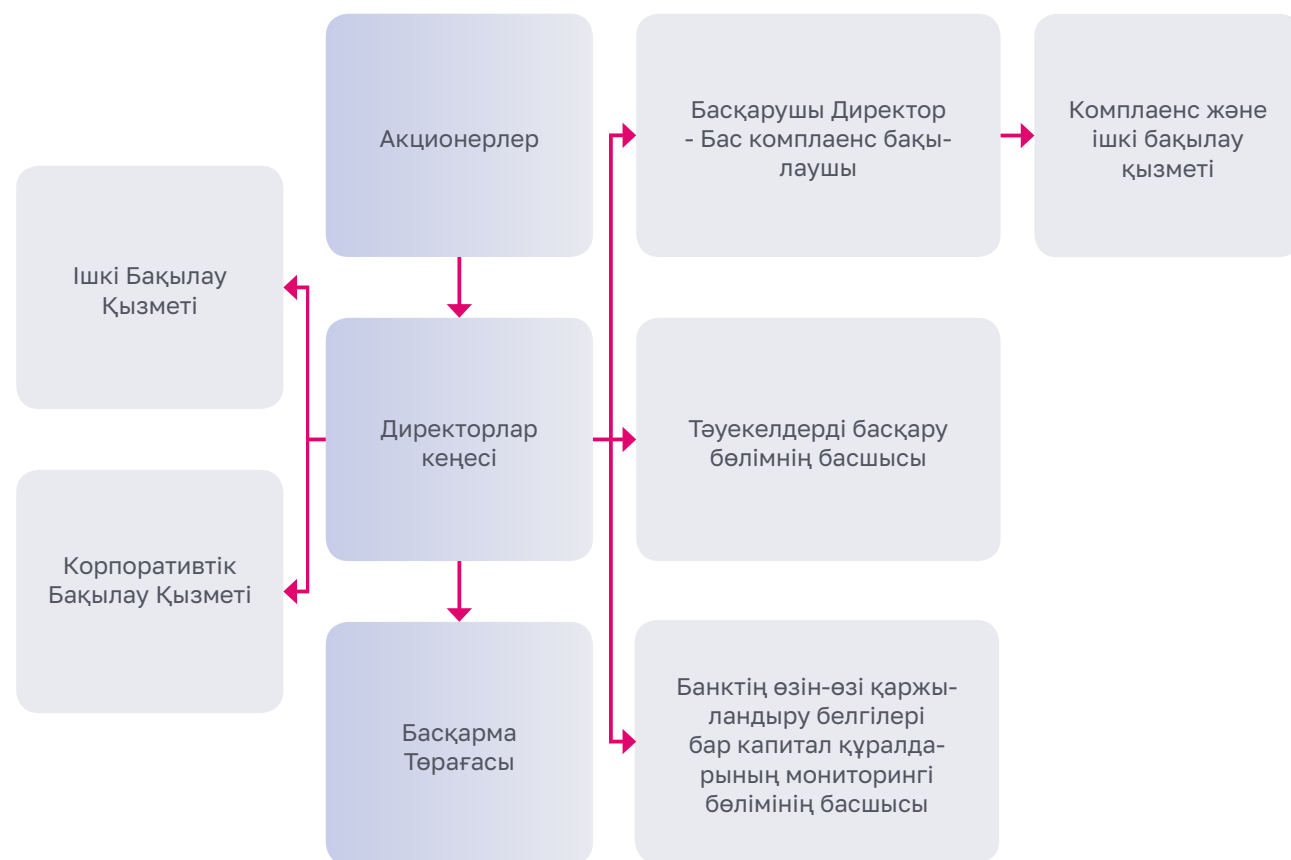 Акционерлер
Басқарушы Директор
- Бас комплаенс бақы-
лаушы
Комплаенс және
ішкі бақылау
қызметі
Ішкі Бақылау
Қызметі
Директорлар
кеңесі
Тәуекелдерді басқару
бөлімнің басшысы
Корпоративтік
Бақылау Қызметі
Басқарма
Төрағасы
Банктің өзін-өзі қаржы-
ландыру белгілері
бар капитал құралда-
рының мониторингі
бөлімінің басшысы